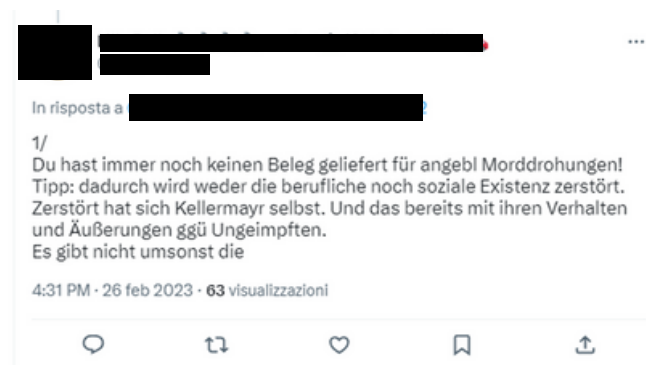 In risposta a
1/
Du hast immer noch keinen Beleg geliefert für angebl Morddrohungen!
Tipp: dadurch wird weder die berufliche noch soziale Existenz zerstört.
Zerstört hat sich Kellermayr selbst. Und das bereits mit ihren Verhalten
und Äußerungen ggü Ungeimpften.
Es gibt nicht umsonst die
4:31 PM · 26 feb 2023 · 63 visualizzazioni